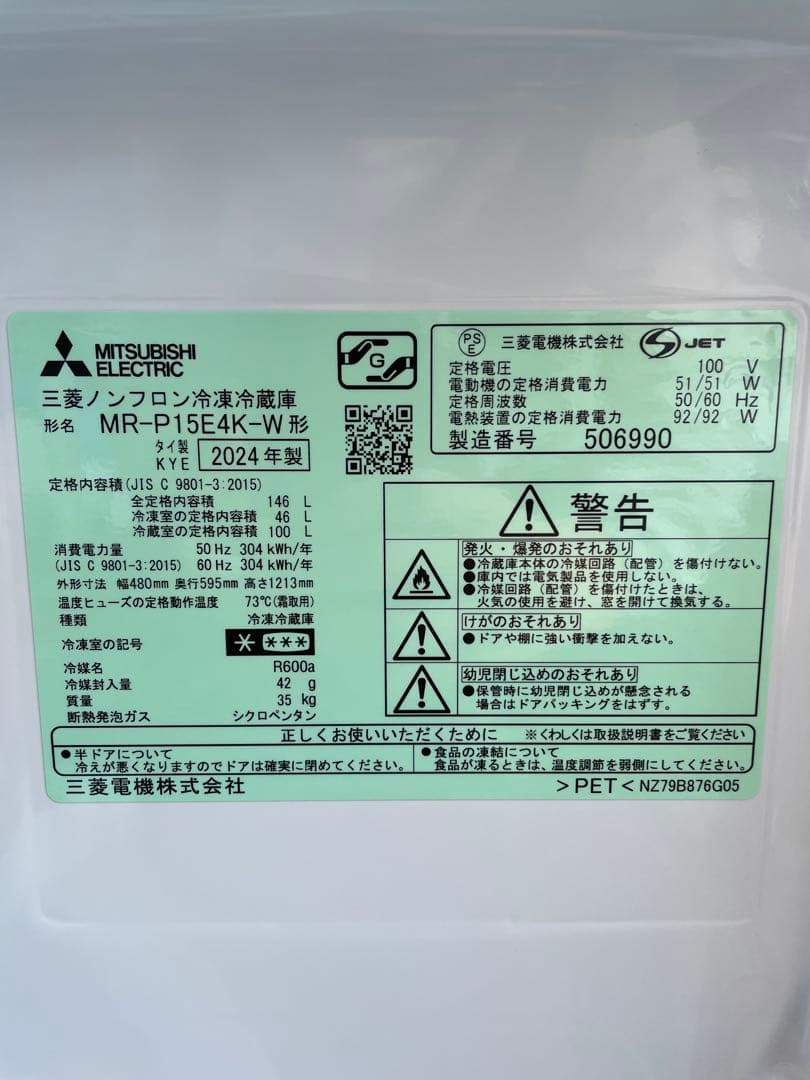 MITSUBISHI
ELECTRIC
G
三菱ノンフロン冷凍冷蔵庫
形名 MR-P15E4K-W形
タイ製
KYE 2024年製
PS
E 三菱電機株式会社 S JET
定格電圧 100 V
電動機の定格消費電力 51/51 W
定格周波数 50/60 Hz
電熱装置の定格消費電力 92/92 W
製造番号 506990
定格内容積(JIS C 9801-3:2015)
全定格内容積 146 L
冷凍室の定格内容積 46 L
冷蔵室の定格内容積 100 L
消費電力量 50Hz 304kWh/年
(JIS C 9801-3:2015) 60Hz 304kWh/年
外形寸法 幅480mm 奥行595mm 高さ1213mm
温度ヒューズの定格動作温度 73℃(霜取用)
種類 冷凍冷蔵庫
冷凍室の記号 * ***
冷媒名 R600a
冷媒封入量 42 g
質量 35 kg
断熱発泡ガス シクロペンタン
警告
発火・爆発のおそれあり
●冷蔵庫本体の冷媒回路(配管)を傷付けない。
●庫内では電気製品を使用しない。
●冷媒回路(配管)を傷付けたときは、
火気の使用を避け、窓を開けて換気する。
けがのおそれあり
●ドアや棚に強い衝撃を加えない。
幼児閉じ込めのおそれあり
●保管時に幼児閉じ込めが懸念される
場合はドアパッキングをはずす。
正しくお使いいただくために ※くわしくは取扱説明書をご覧ください
●半ドアについて
冷えが悪くなりますのでドアは確実に閉めてください。
●食品の凍結について
食品が凍るときは、温度調節を弱側にしてください。
三菱電機株式会社 >PET< NZ79B876G05